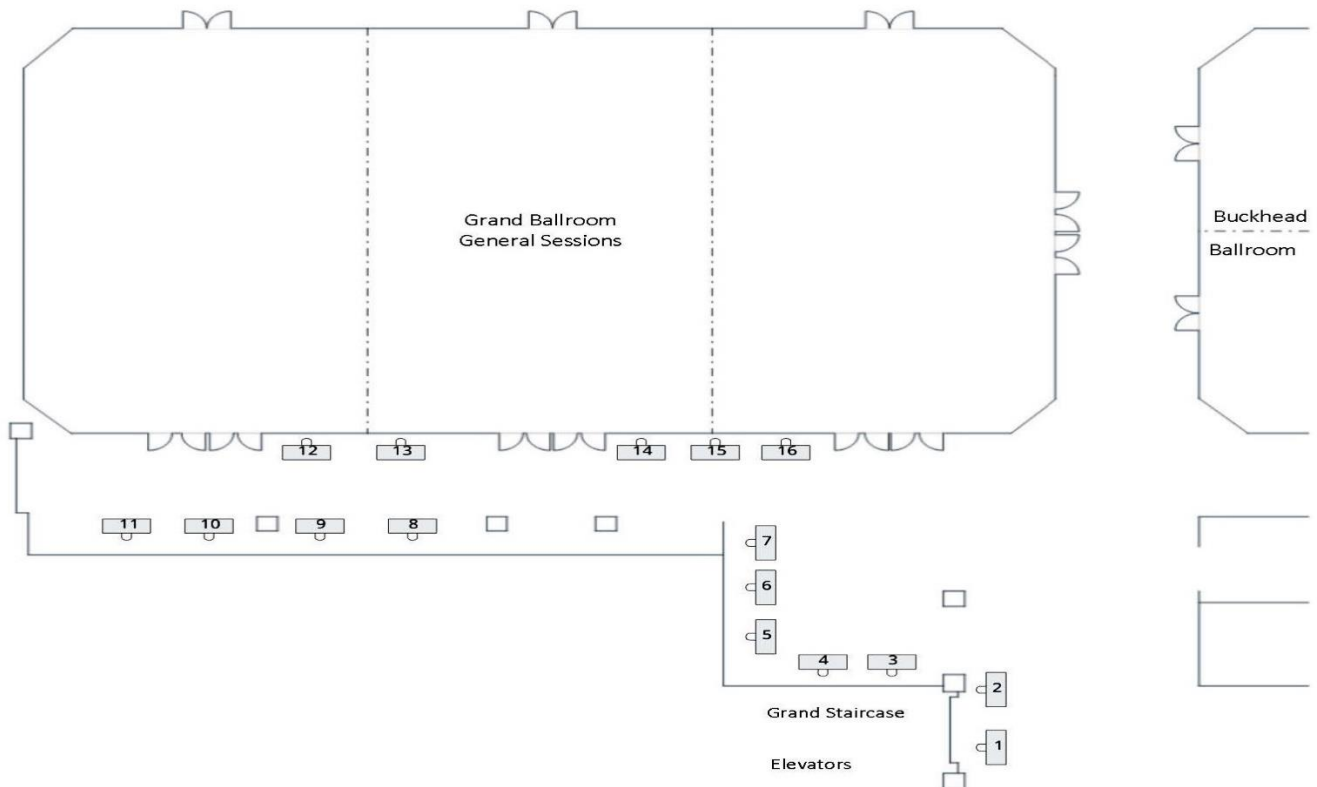 Grand Ballroom
General Sessions
Buckhead
Ballroom
12
13
14
15
16
11
10
9
8
7
6
5
4
3
2
1
Grand Staircase
Elevators